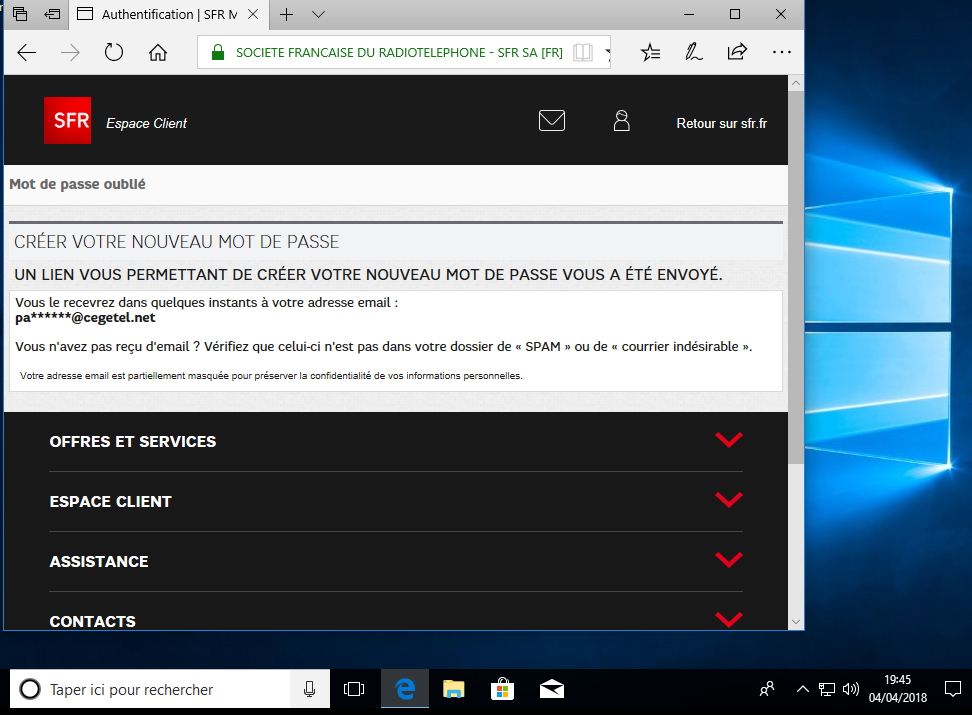 Authentification | SFR M
SOCIETE FRANCAISE DU RADIOTELEPHONE - SFR SA [FR]
SFR
Espace Client
Retour sur sfr.fr
Mot de passe oublié
CRÉER VOTRE NOUVEAU MOT DE PASSE
UN LIEN VOUS PERMETTANT DE CRÉER VOTRE NOUVEAU MOT DE PASSE VOUS A ÉTÉ ENVOYÉ.
Vous le recevrez dans quelques instants à votre adresse email :
pa******@cegetel.net
Vous n'avez pas reçu d'email ? Vérifiez que celui-ci n'est pas dans votre dossier de « SPAM » ou de « courrier indésirable ».
Votre adresse email est partiellement masquée pour préserver la confidentialité de vos informations personnelles.
OFFRES ET SERVICES
ESPACE CLIENT
ASSISTANCE
CONTACTS
Taper ici pour rechercher
19:45
04/04/2018